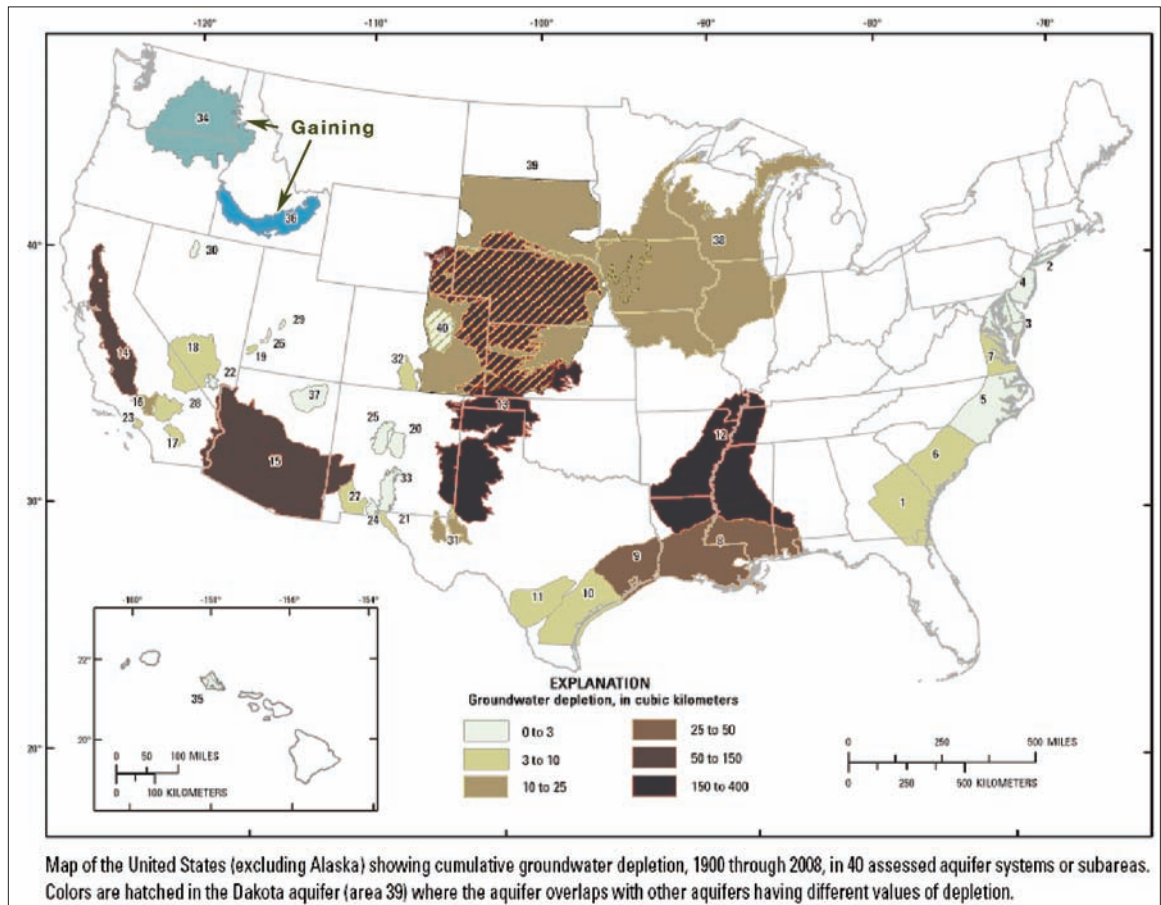 -120° -110° -100° -90° -80° -70°
34
Gaining
36
39
30
38
40°
2
4
3
29
26
19
40
14
18
32
7
22
16
28
37
13
5
23
25
20
12
17
15
6
33
27
1
30°
24
21
31
8
9
11
10
-160° -158° -156° -154°
22°
35
20°
0 50 100 MILES
0 100 KILOMETERS
20°
EXPLANATION
Groundwater depletion, in cubic kilometers
0 to 3
25 to 50
3 to 10
50 to 150
10 to 25
150 to 400
0 250 500 MILES
0 250 500 KILOMETERS
Map of the United States (excluding Alaska) showing cumulative groundwater depletion, 1900 through 2008, in 40 assessed aquifer systems or subareas.
Colors are hatched in the Dakota aquifer (area 39) where the aquifer overlaps with other aquifers having different values of depletion.